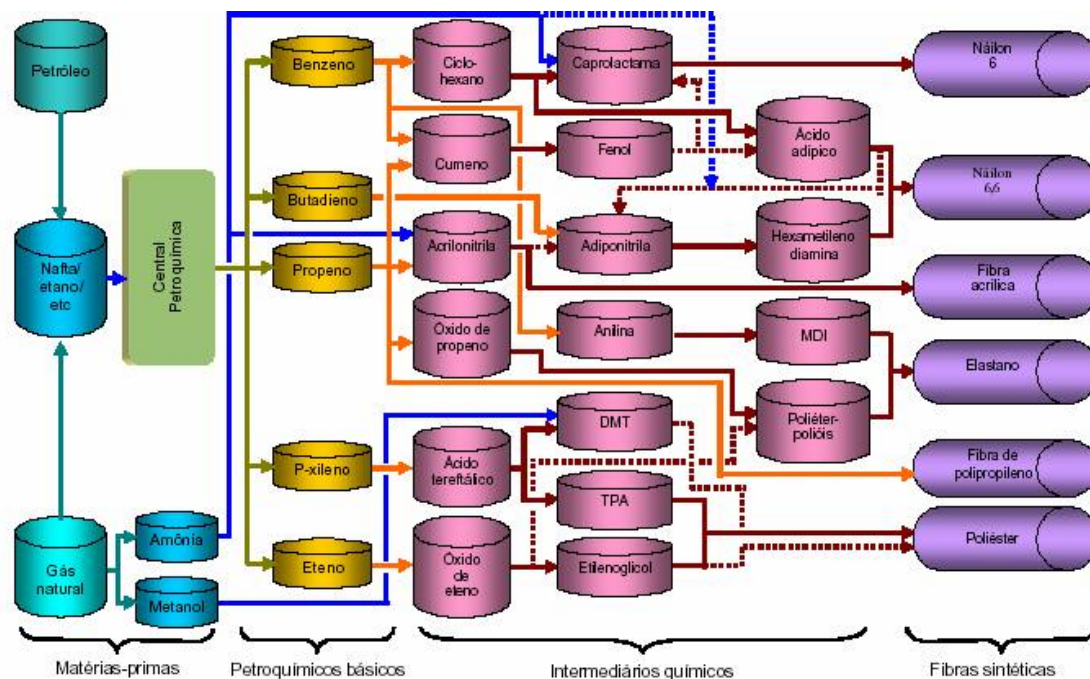 Petróleo
Nafta/
etano/
etc
Gás
natural
Amônia
Metanol
Central
Petroquímica
Benzeno
Butadieno
Propeno
P-xileno
Eteno
Ciclo-
hexano
Cumeno
Acrilonitrila
Óxido de
propeno
Ácido
tereftálico
Óxido
de
eteno
Caprolactama
Fenol
Adiponitrila
Anilina
DMT
TPA
Etilenoglicol
Ácido
adípico
Hexametileno
diamina
MDI
Poliéter-
polióis
Náilon
6
Náilon
6,6
Fibra
acrílica
Elastano
Fibra de
polipropileno
Poliéster
Matérias-primas
Petroquímicos básicos
Intermediários químicos
Fibras sintéticas